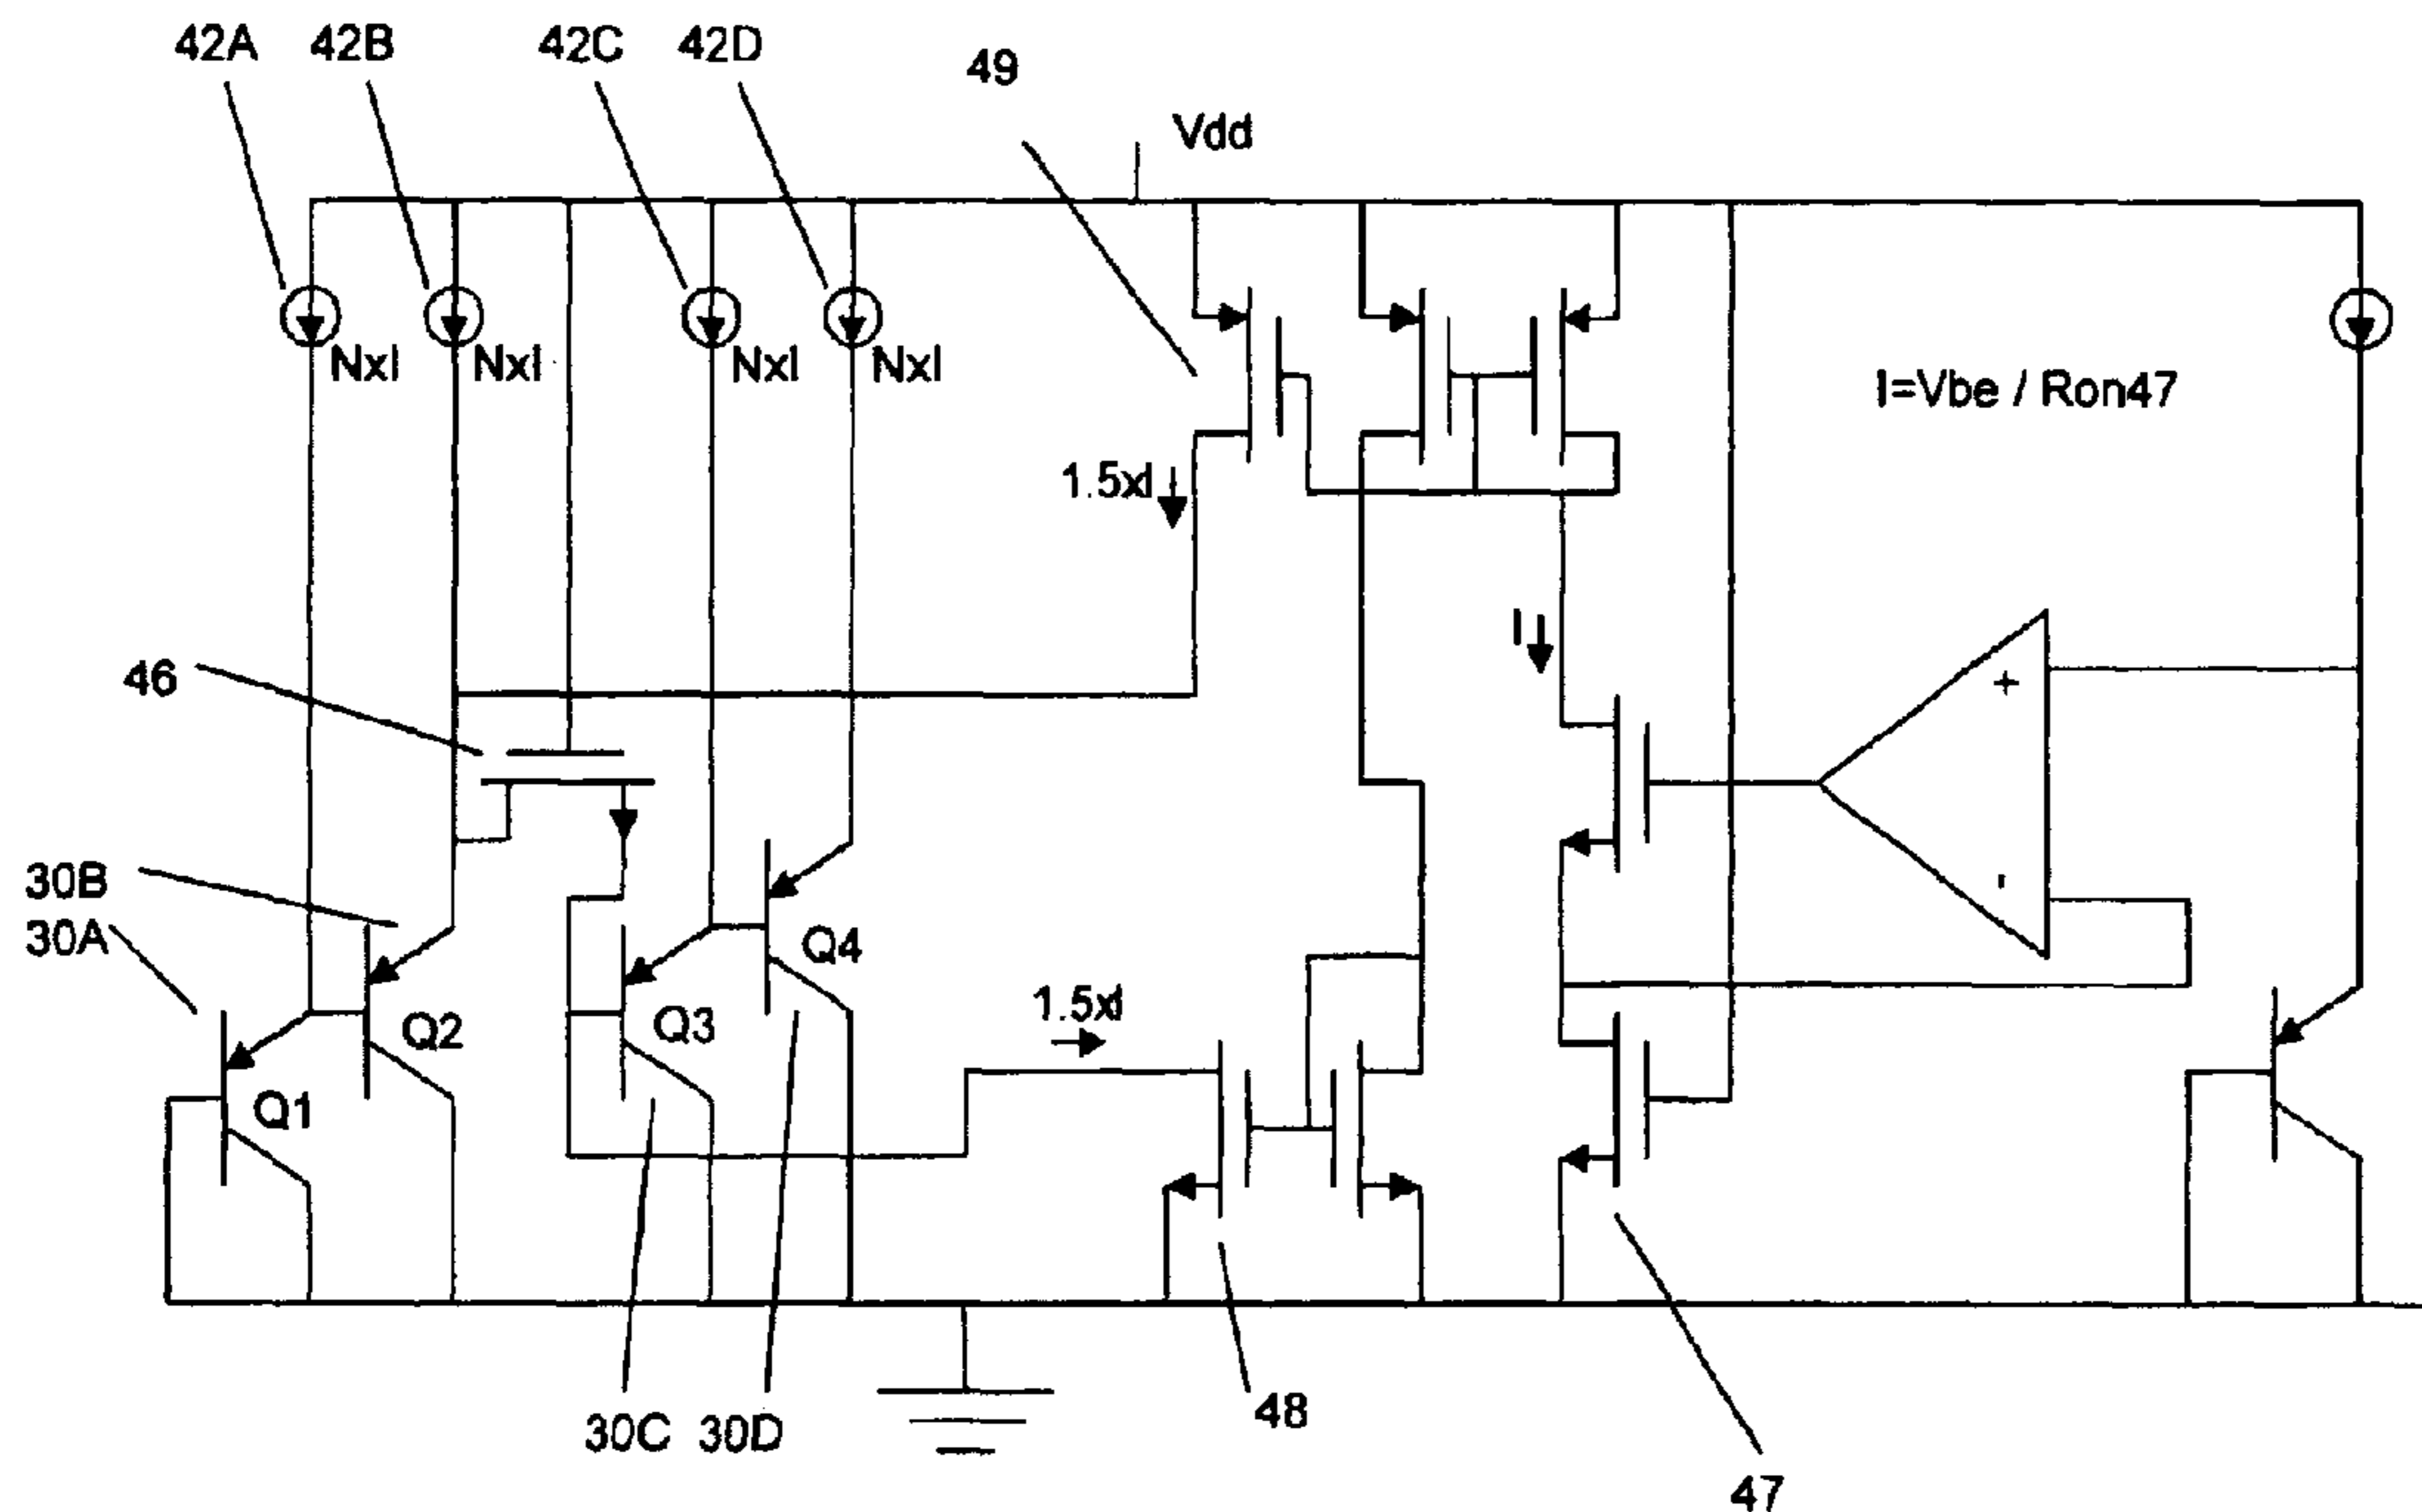 42A 42B 42C 42D
49
Vdd
NxI NxI NxI NxI
I=Vbe / Ron47
1.5xI
I
46
+
-
30B
30A
Q4
Q2 Q3
1.5xI
Q1
30C 30D
48
47